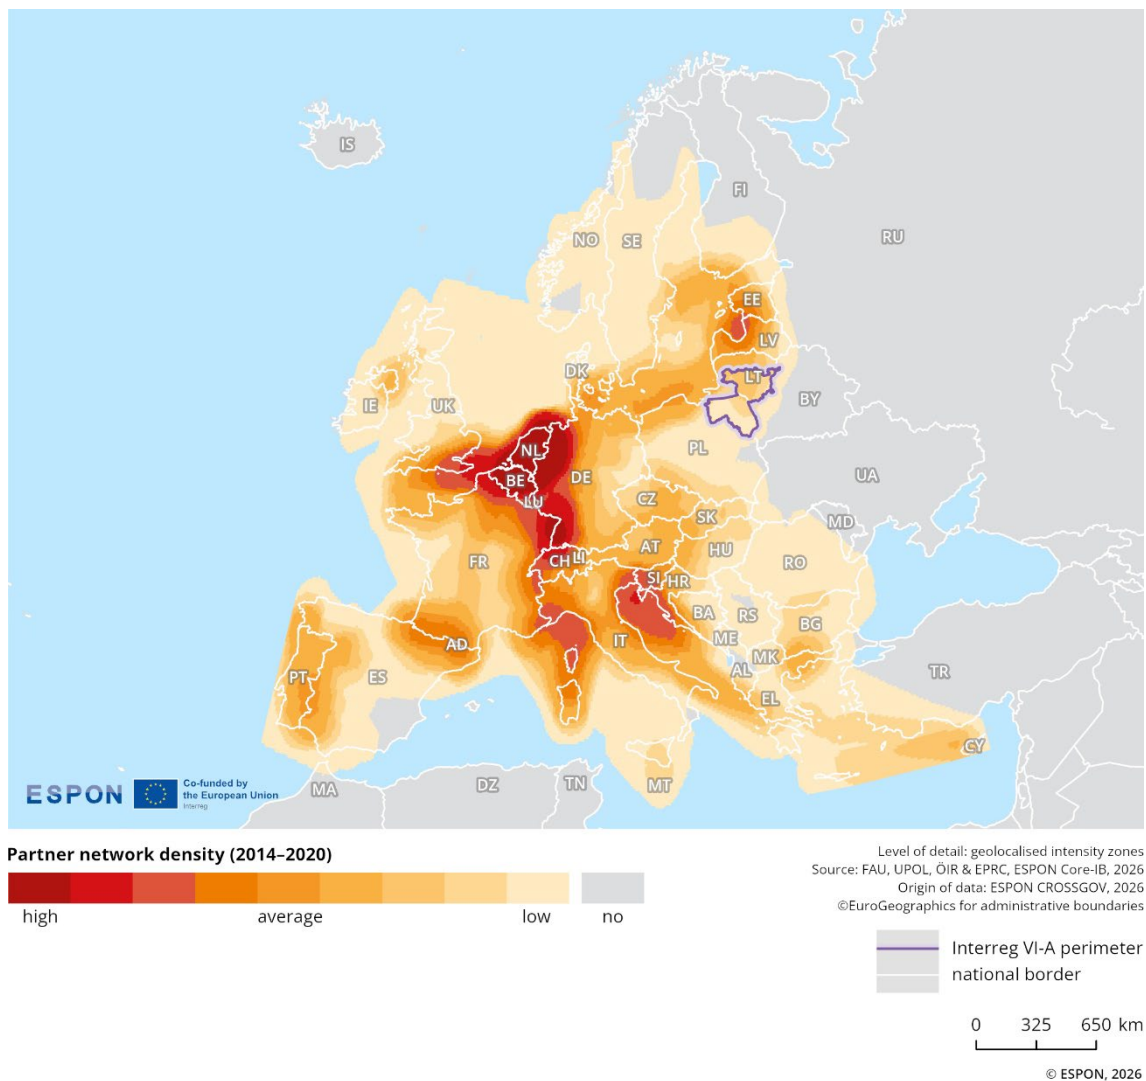 IS
FI
NO
SE
RU
EE
LV
DK
LT
IE
UK
BY
NL
PL
BE
DE
UA
LU
CZ
SK
MD
AT
HU
FR
CH
LI
RO
SI
HR
BA
RS
BG
IT
ME
AD
MK
AL
PT
ES
TR
EL
CY
MA
DZ
TN
MT
ESPON
Co-funded by
the European Union
Interreg
Partner network density (2014–2020)
high
average
low
no
Level of detail: geolocalised intensity zones
Source: FAU, UPOL, ÖIR & EPRC, ESPON Core-IB, 2026
Origin of data: ESPON CROSSGOV, 2026
©EuroGeographics for administrative boundaries
Interreg VI-A perimeter
national border
0 325 650 km
© ESPON, 2026